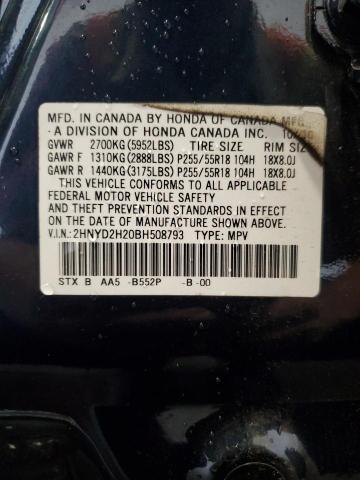 MFD. IN CANADA BY HONDA OF CANADA MFG.
- A DIVISION OF HONDA CANADA INC.
GVWR 2700KG(5952LBS) TIRE SIZE RIM SIZE
GAWR F 1310KG(2888LBS) P255/55R18 104H 18X8.0J
GAWR R 1440KG(3175LBS) P255/55R18 104H 18X8.0J
THIS VEHICLE CONFORMS TO ALL APPLICABLE
FEDERAL MOTOR VEHICLE SAFETY, BUMPER,
& THEFT PREVENTION STANDARDS IN EFFECT ON
THE DATE OF MANUFACTURE SHOWN ABOVE.
V.I.N.:2HNYD2H20BH508793 TYPE: MPV
STX B AA5 -B552P -B -00